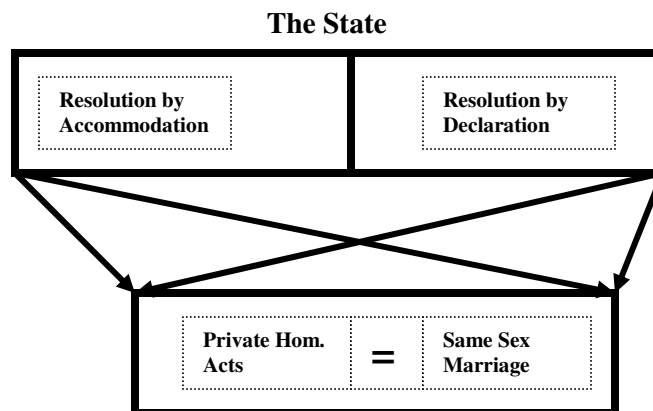 The State
Resolution by
Accommodation
Resolution by
Declaration
Private Hom.
Acts
=
Same Sex
Marriage